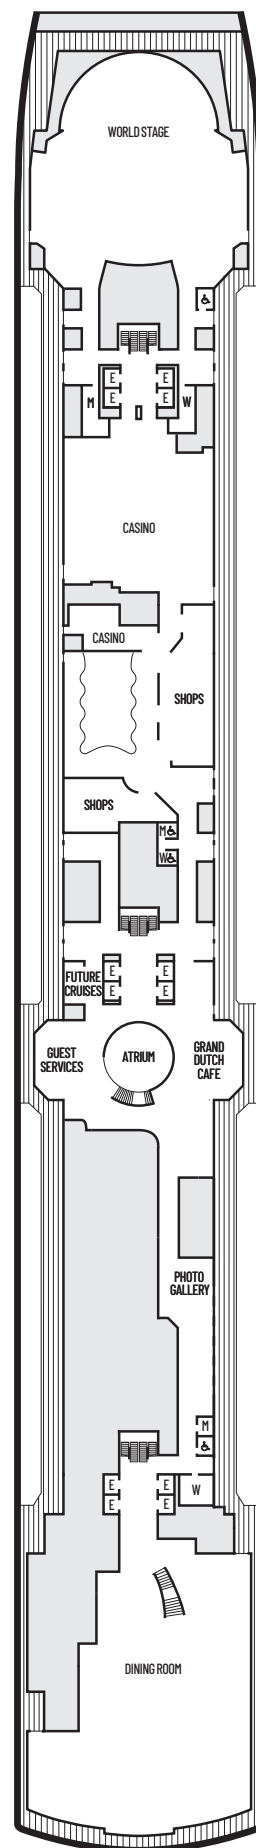 WORLD STAGE
E E
E E
M W
CASINO
CASINO
SHOPS
SHOPS
M
W
E E
E E
FUTURE
CRUISES
GUEST
SERVICES
ATRIUM
GRAND
DUTCH
CAFE
PHOTO
GALLERY
M
E E
E E
W
DINING ROOM